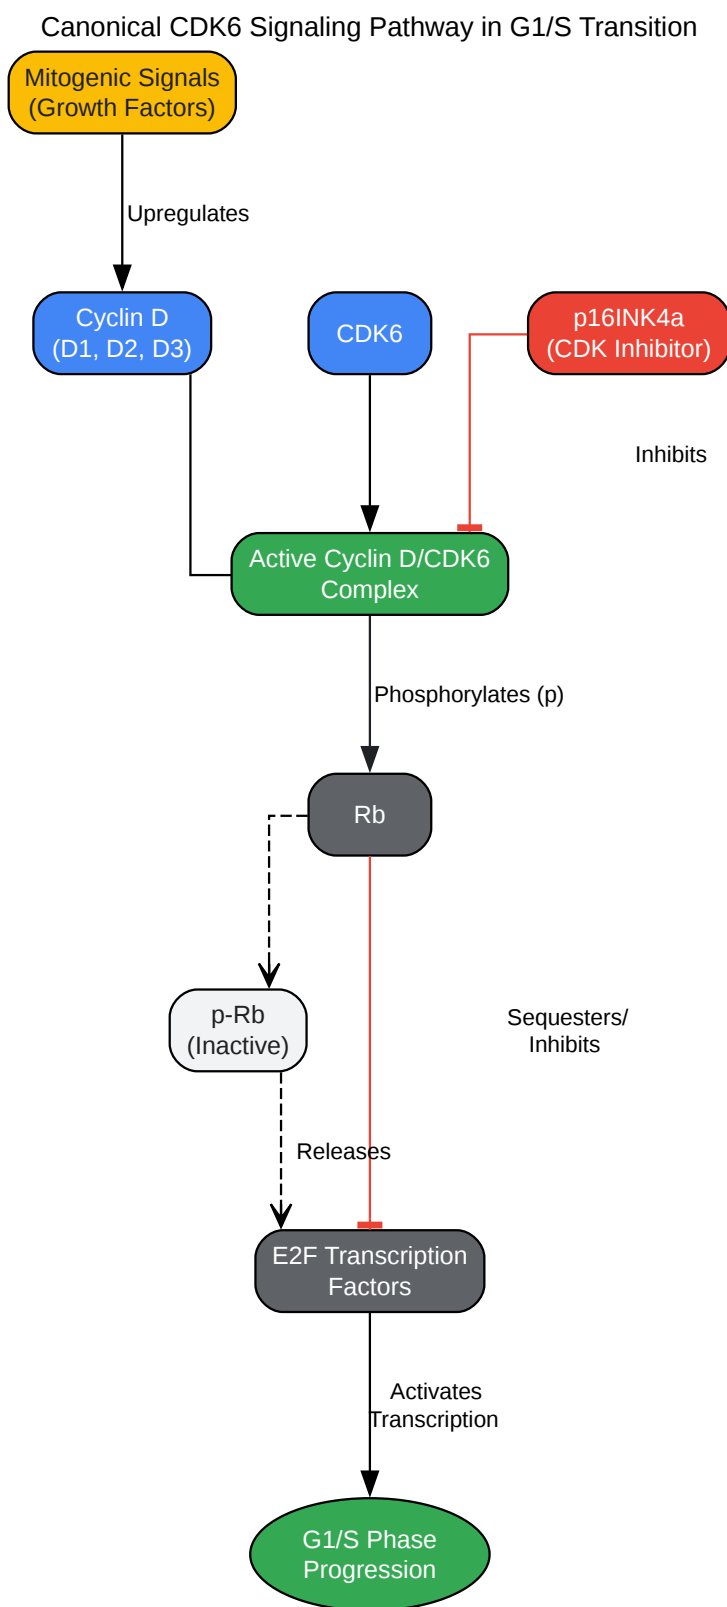 Canonical CDK6 Signaling Pathway in G1/S Transition
Mitogenic Signals
(Growth Factors)
Upregulates
Cyclin D
(D1, D2, D3)
CDK6
p16INK4a
(CDK Inhibitor)
Inhibits
Active Cyclin D/CDK6
Complex
Phosphorylates (p)
Rb
p-Rb
(Inactive)
Sequesters/
Inhibits
Releases
E2F Transcription
Factors
Activates
Transcription
G1/S Phase
Progression